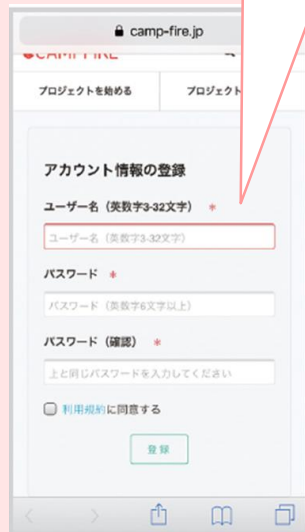 camp-fire.jp
CAMPFIRE
プロジェクトを始める
プロジェクト
アカウント情報の登録
ユーザー名（英数字3-32文字） *
ユーザー名（英数字3-32文字）
パスワード *
パスワード（英数字6文字以上）
パスワード（確認） *
上と同じパスワードを入力してください
利用規約に同意する
登録